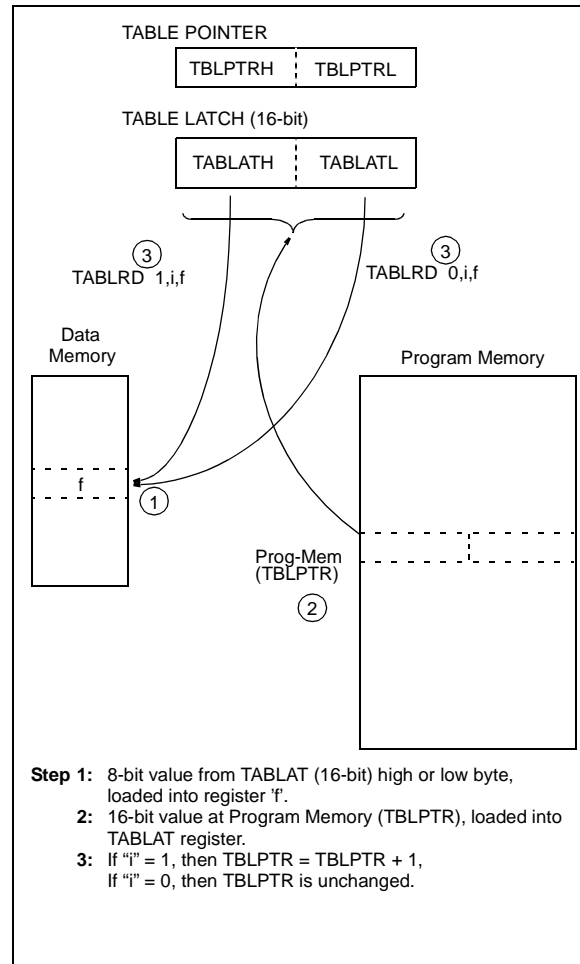 TABLE POINTER
TBLPTRH TBLPTRL
TABLE LATCH (16-bit)
TABLATH TABLATL
3
TABLRD 1,i,f
3
TABLRD 0,i,f
Data
Memory
Program Memory
f
1
Prog-Mem
(TBLPTR)
2
Step 1: 8-bit value from TABLAT (16-bit) high or low byte,
loaded into register 'f'.
2: 16-bit value at Program Memory (TBLPTR), loaded into
TABLAT register.
3: If “i” = 1, then TBLPTR = TBLPTR + 1,
If “i” = 0, then TBLPTR is unchanged.